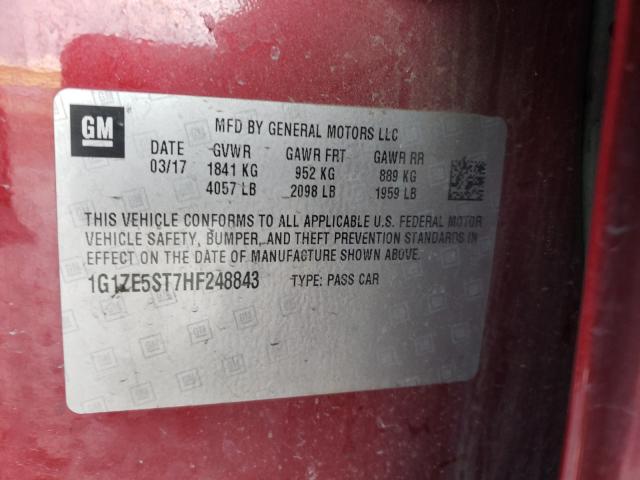 GM
MFD BY GENERAL MOTORS LLC
DATE GVWR GAWR FRT GAWR RR
03/17 1841 KG 952 KG 889 KG
4057 LB 2098 LB 1959 LB
THIS VEHICLE CONFORMS TO ALL APPLICABLE U.S. FEDERAL MOTOR
VEHICLE SAFETY, BUMPER, AND THEFT PREVENTION STANDARDS IN
EFFECT ON THE DATE OF MANUFACTURE SHOWN ABOVE.
1G1ZE5ST7HF248843 TYPE: PASS CAR